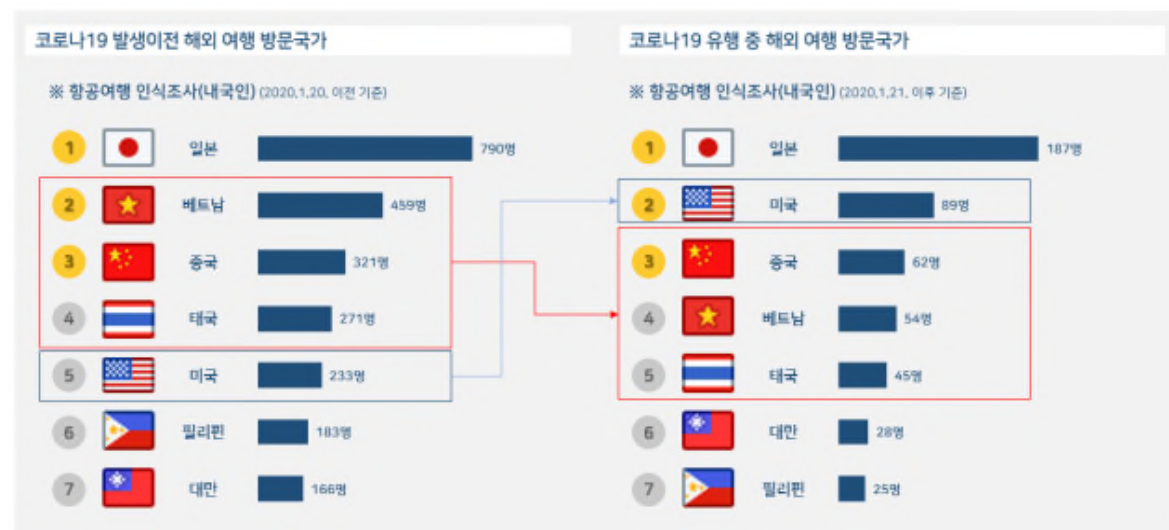 코로나19 발생이전 해외 여행 방문국가
※ 항공여행 인식조사(내국인) (2020.1.20. 이전 기준)
1 일본 790명
2 베트남 459명
3 중국 321명
4 태국 271명
5 미국 233명
6 필리핀 183명
7 대만 166명
코로나19 유행 중 해외 여행 방문국가
※ 항공여행 인식조사(내국인) (2020.1.21. 이후 기준)
1 일본 187명
2 미국 89명
3 중국 62명
4 베트남 54명
5 태국 45명
6 대만 28명
7 필리핀 25명